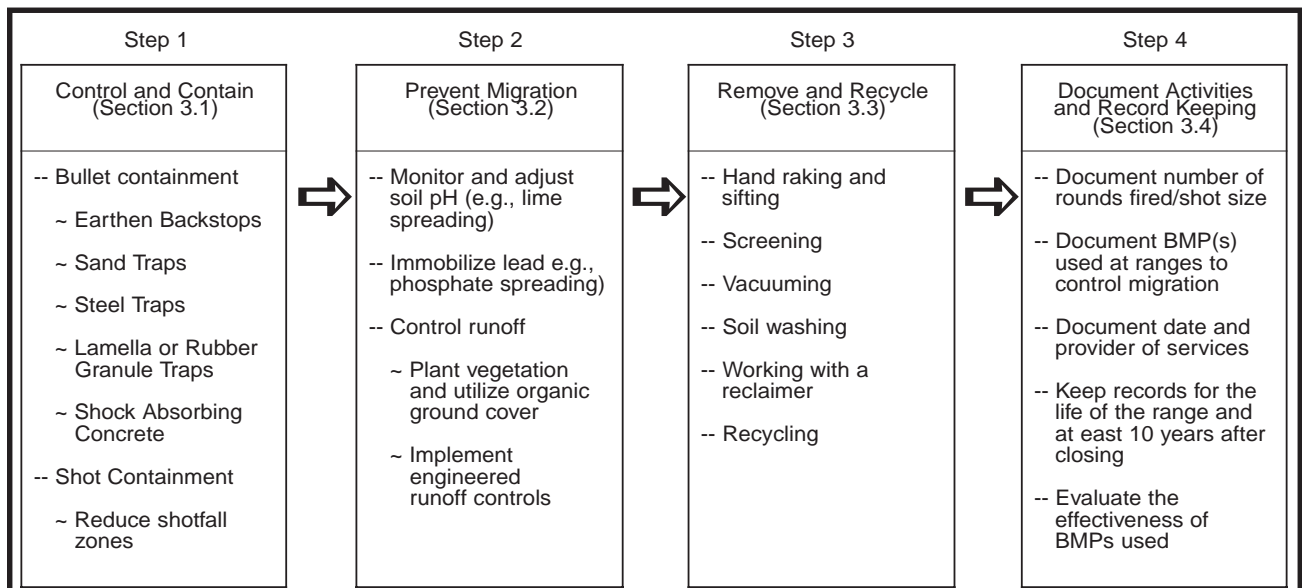 Step 1
Control and Contain
(Section 3.1)
-- Bullet containment
~ Earthen Backstops
~ Sand Traps
~ Steel Traps
~ Lamella or Rubber
Granule Traps
~ Shock Absorbing
Concrete
-- Shot Containment
~ Reduce shotfall
zones
Step 2
Prevent Migration
(Section 3.2)
-- Monitor and adjust
soil pH (e.g., lime
spreading)
-- Immobilize lead e.g.,
phosphate spreading)
-- Control runoff
~ Plant vegetation
and utilize organic
ground cover
~ Implement
engineered
runoff controls
Step 3
Remove and Recycle
(Section 3.3)
-- Hand raking and
sifting
-- Screening
-- Vacuuming
-- Soil washing
-- Working with a
reclaimer
-- Recycling
Step 4
Document Activities
and Record Keeping
(Section 3.4)
-- Document number of
rounds fired/shot size
-- Document BMP(s)
used at ranges to
control migration
-- Document date and
provider of services
-- Keep records for the
life of the range and
at east 10 years after
closing
-- Evaluate the
effectiveness of
BMPs used